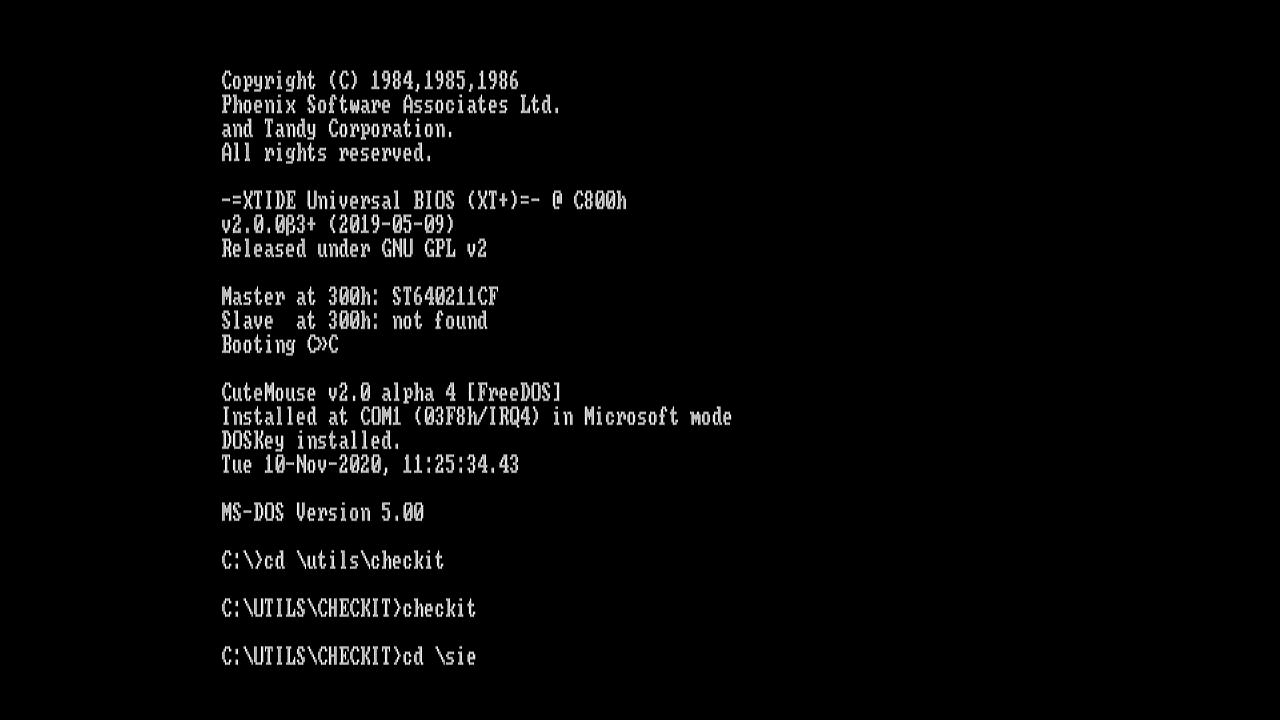 Copyright (C) 1984,1985,1986
Phoenix Software Associates Ltd.
and Tandy Corporation.
All rights reserved.
-=XTIDE Universal BIOS (XT+)=- @ C800h
v2.0.0β3+ (2019-05-09)
Released under GNU GPL v2
Master at 300h: ST640211CF
Slave  at 300h: not found
Booting C»C
CuteMouse v2.0 alpha 4 [FreeDOS]
Installed at COM1 (03F8h/IRQ4) in Microsoft mode
DOSKey installed.
Tue 10-Nov-2020, 11:25:34.43
MS-DOS Version 5.00
C:\>cd \utils\checkit
C:\UTILS\CHECKIT>checkit
C:\UTILS\CHECKIT>cd \sie